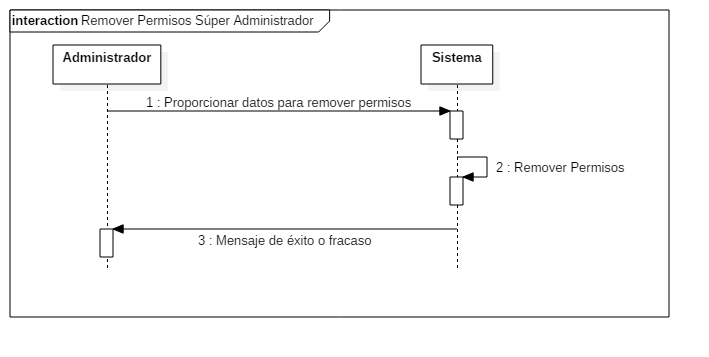 interaction Remover Permisos Súper Administrador
Administrador
Sistema
1 : Proporcionar datos para remover permisos
2 : Remover Permisos
3 : Mensaje de éxito o fracaso